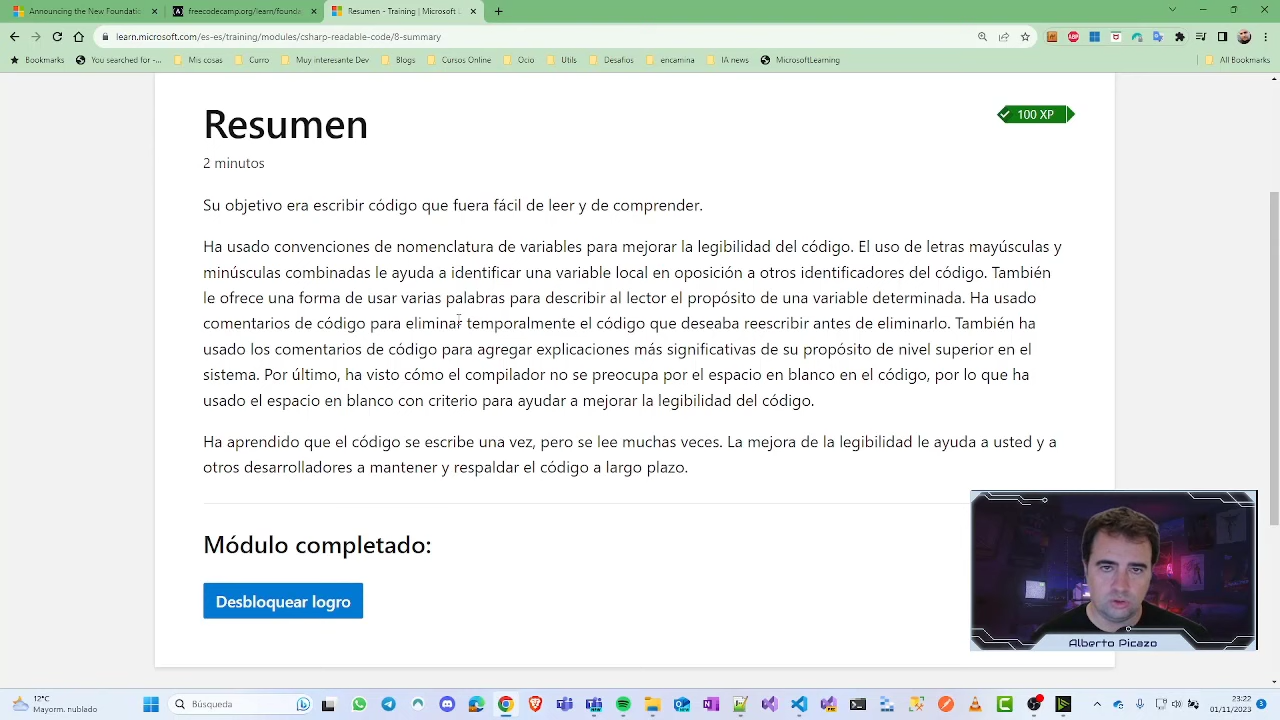 Announcing the New Foundatic
freecodecamp.org/learn/founda
Resumen - Training | Microsoft L
learn.microsoft.com/es-es/training/modules/csharp-readable-code/8-summary
Bookmarks
You searched for -...
Mis cosas
Curro
Muy interesante Dev
Blogs
Cursos Online
Ocio
Utils
Desafios
encamina
IA news
MicrosoftLearning
All Bookmarks
Resumen
100 XP
2 minutos
Su objetivo era escribir código que fuera fácil de leer y de comprender.
Ha usado convenciones de nomenclatura de variables para mejorar la legibilidad del código. El uso de letras mayúsculas y
minúsculas combinadas le ayuda a identificar una variable local en oposición a otros identificadores del código. También
le ofrece una forma de usar varias palabras para describir al lector el propósito de una variable determinada. Ha usado
comentarios de código para eliminar temporalmente el código que deseaba reescribir antes de eliminarlo. También ha
usado los comentarios de código para agregar explicaciones más significativas de su propósito de nivel superior en el
sistema. Por último, ha visto cómo el compilador no se preocupa por el espacio en blanco en el código, por lo que ha
usado el espacio en blanco con criterio para ayudar a mejorar la legibilidad del código.
Ha aprendido que el código se escribe una vez, pero se lee muchas veces. La mejora de la legibilidad le ayuda a usted y a
otros desarrolladores a mantener y respaldar el código a largo plazo.
Módulo completado:
Desbloquear logro
Alberto Picazo
12°C
Mayorm. nublado
Búsqueda
23:22
01/11/2023
3